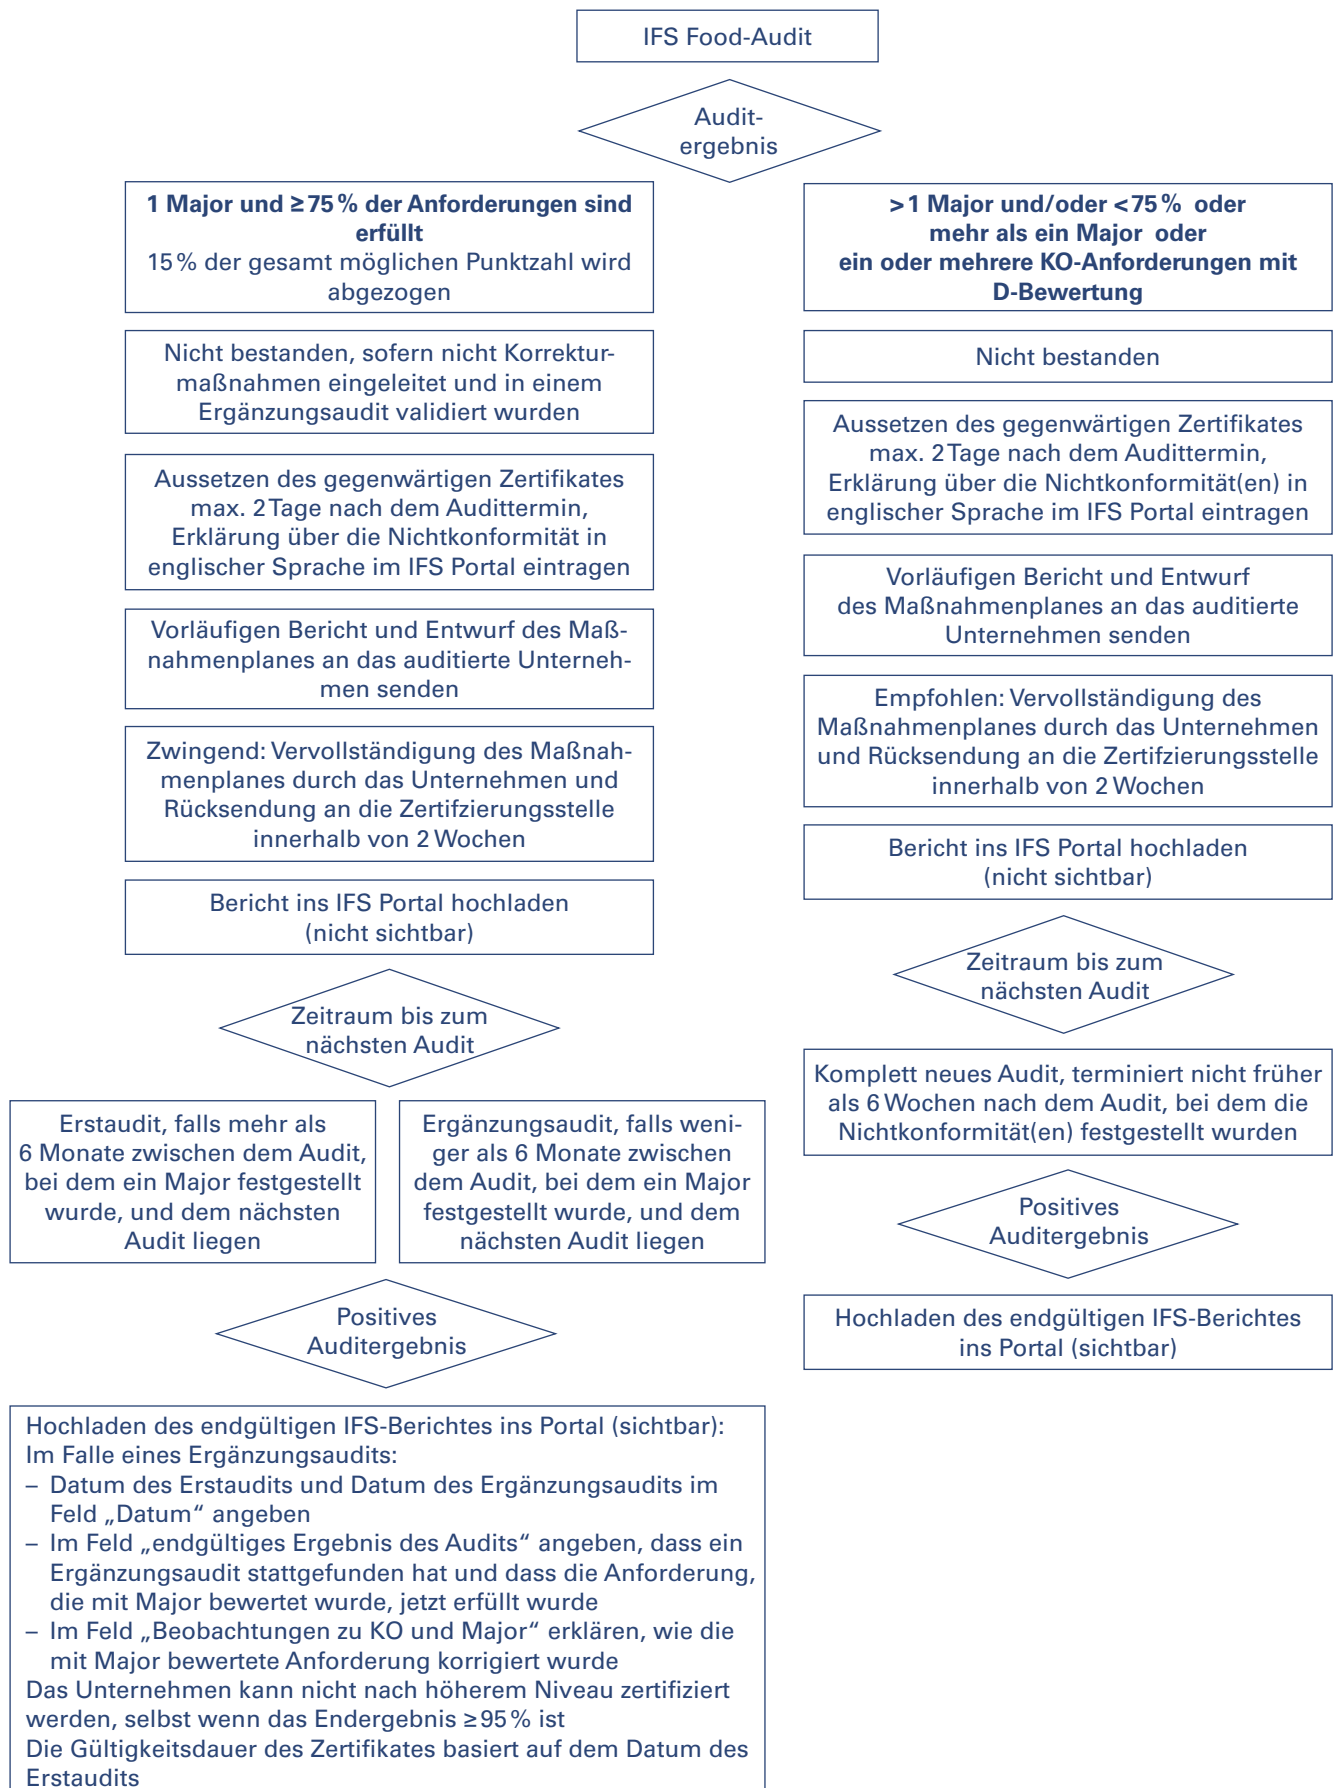 IFS Food-Audit
Audit-
ergebnis
1 Major und ≥75% der Anforderungen sind
erfüllt
15% der gesamt möglichen Punktzahl wird
abgezogen
Nicht bestanden, sofern nicht Korrektur-
maßnahmen eingeleitet und in einem
Ergänzungsaudit validiert wurden
Aussetzen des gegenwärtigen Zertifikates
max. 2 Tage nach dem Audittermin,
Erklärung über die Nichtkonformität in
englischer Sprache im IFS Portal eintragen
Vorläufigen Bericht und Entwurf des Maß-
nahmenplanes an das auditierte Unterneh-
men senden
Zwingend: Vervollständigung des Maßnah-
menplanes durch das Unternehmen und
Rücksendung an die Zertifzierungsstelle
innerhalb von 2 Wochen
Bericht ins IFS Portal hochladen
(nicht sichtbar)
Zeitraum bis zum
nächsten Audit
Erstaudit, falls mehr als
6 Monate zwischen dem Audit,
bei dem ein Major festgestellt
wurde, und dem nächsten
Audit liegen
Ergänzungsaudit, falls weni-
ger als 6 Monate zwischen
dem Audit, bei dem ein Major
festgestellt wurde, und dem
nächsten Audit liegen
Positives
Auditergebnis
Hochladen des endgültigen IFS-Berichtes ins Portal (sichtbar):
Im Falle eines Ergänzungsaudits:
– Datum des Erstaudits und Datum des Ergänzungsaudits im
Feld „Datum“ angeben
– Im Feld „endgültiges Ergebnis des Audits“ angeben, dass ein
Ergänzungsaudit stattgefunden hat und dass die Anforderung,
die mit Major bewertet wurde, jetzt erfüllt wurde
– Im Feld „Beobachtungen zu KO und Major“ erklären, wie die
mit Major bewertete Anforderung korrigiert wurde
Das Unternehmen kann nicht nach höherem Niveau zertifiziert
werden, selbst wenn das Endergebnis ≥95% ist
Die Gültigkeitsdauer des Zertifikates basiert auf dem Datum des
Erstaudits
>1 Major und/oder <75% oder
mehr als ein Major oder
ein oder mehrere KO-Anforderungen mit
D-Bewertung
Nicht bestanden
Aussetzen des gegenwärtigen Zertifikates
max. 2 Tage nach dem Audittermin,
Erklärung über die Nichtkonformität(en) in
englischer Sprache im IFS Portal eintragen
Vorläufigen Bericht und Entwurf
des Maßnahmenplanes an das auditierte
Unternehmen senden
Empfohlen: Vervollständigung des
Maßnahmenplanes durch das Unternehmen
und Rücksendung an die Zertifzierungsstelle
innerhalb von 2 Wochen
Bericht ins IFS Portal hochladen
(nicht sichtbar)
Zeitraum bis zum
nächsten Audit
Komplett neues Audit, terminiert nicht früher
als 6 Wochen nach dem Audit, bei dem die
Nichtkonformität(en) festgestellt wurden
Positives
Auditergebnis
Hochladen des endgültigen IFS-Berichtes
ins Portal (sichtbar)